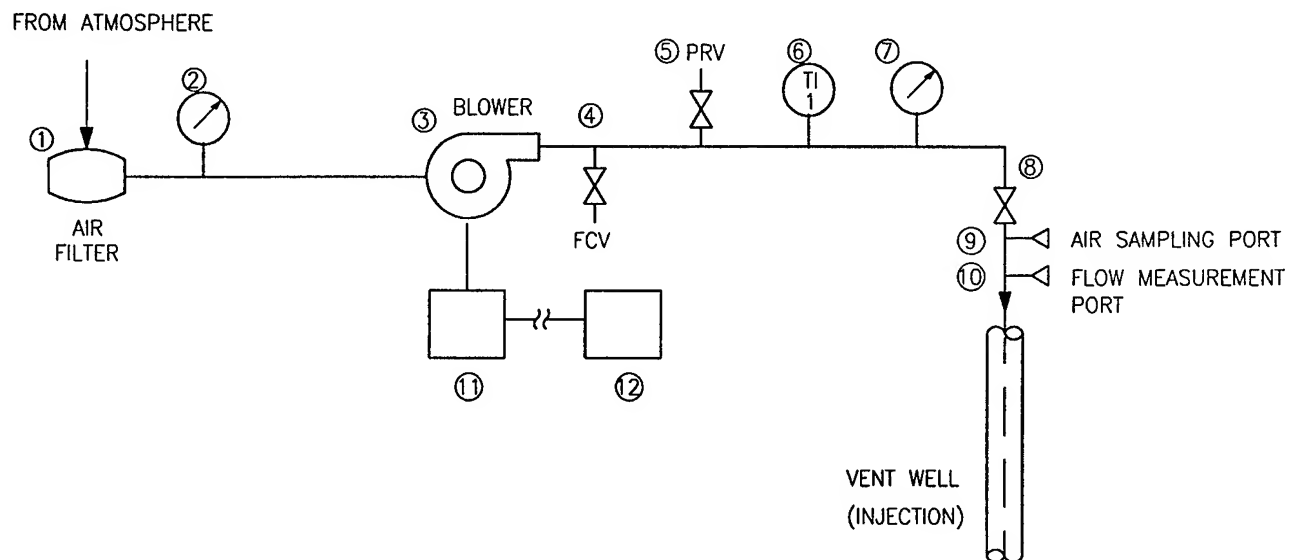 FROM ATMOSPHERE
① 
AIR
FILTER
②
③
BLOWER
④
FCV
⑤ PRV
⑥
TI
1
⑦
⑧
⑨ AIR SAMPLING PORT
⑩ FLOW MEASUREMENT
PORT
⑪
⑫
VENT WELL
(INJECTION)